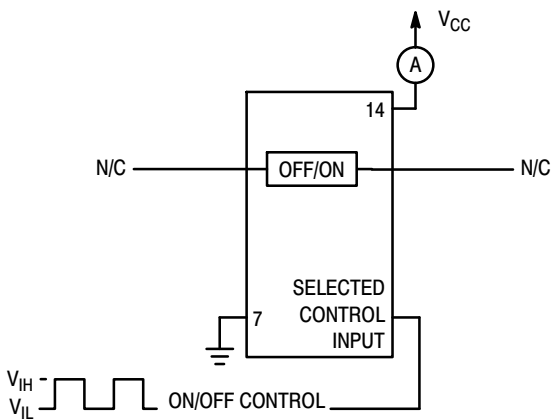 V_CC
A
14
N/C
OFF/ON
N/C
SELECTED
CONTROL
INPUT
7
V_IH
V_IL
ON/OFF CONTROL